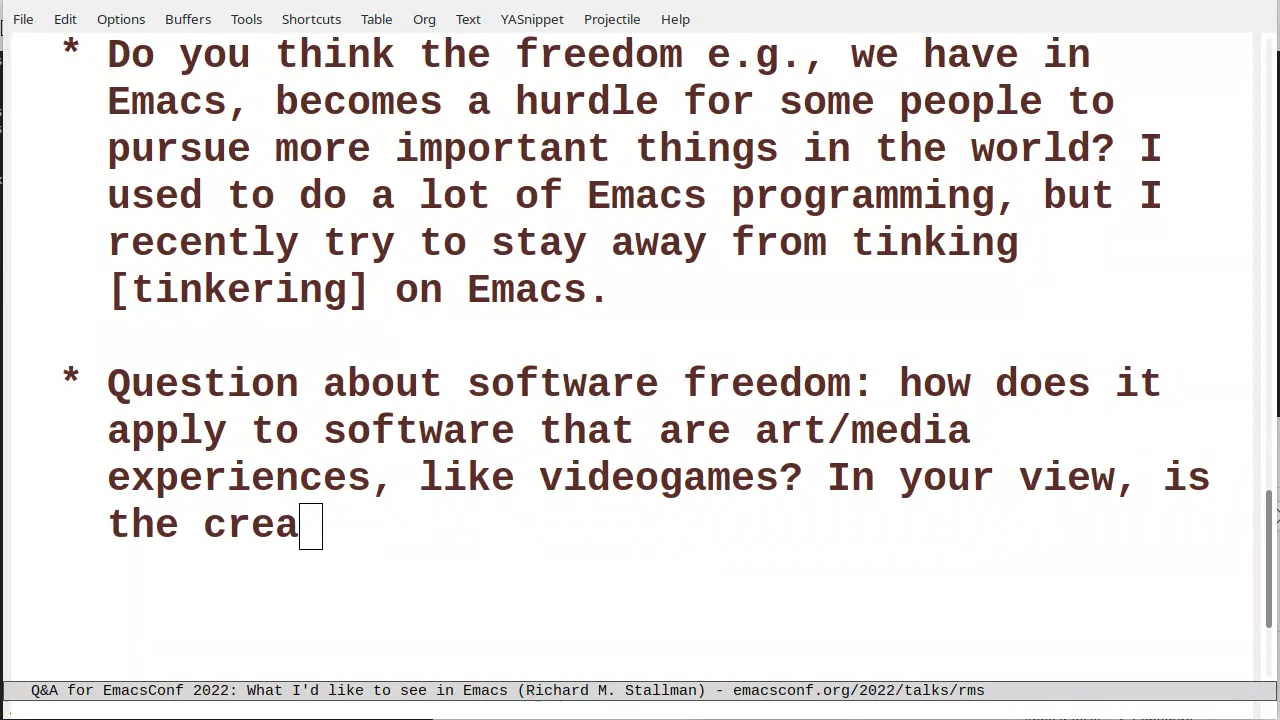 File Edit Options Buffers Tools Shortcuts Table Org Text YASnippet Projectile Help
* Do you think the freedom e.g., we have in
Emacs, becomes a hurdle for some people to
pursue more important things in the world? I
used to do a lot of Emacs programming, but I
recently try to stay away from tinking
[tinkering] on Emacs.
* Question about software freedom: how does it
apply to software that are art/media
experiences, like videogames? In your view, is
the crea
Q&A for EmacsConf 2022: What I'd like to see in Emacs (Richard M. Stallman) - emacsconf.org/2022/talks/rms